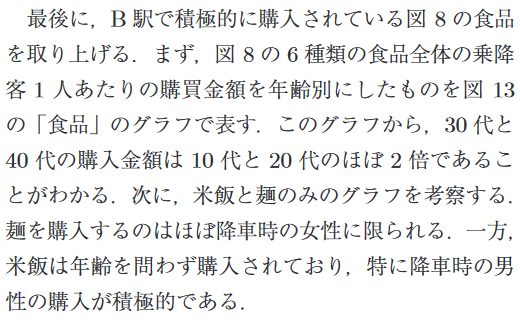 最後に，B 駅で積極的に購入されている図 8 の食品
を取り上げる．まず，図 8 の 6 種類の食品全体の乗降
客 1 人あたりの購買金額を年齢別にしたものを図 13
の「食品」のグラフで表す．このグラフから，30 代と
40 代の購入金額は 10 代と 20 代のほぼ 2 倍であるこ
とがわかる．次に，米飯と麺のみのグラフを考察する．
麺を購入するのはほぼ降車時の女性に限られる．一方，
米飯は年齢を問わず購入されており，特に降車時の男
性の購入が積極的である．